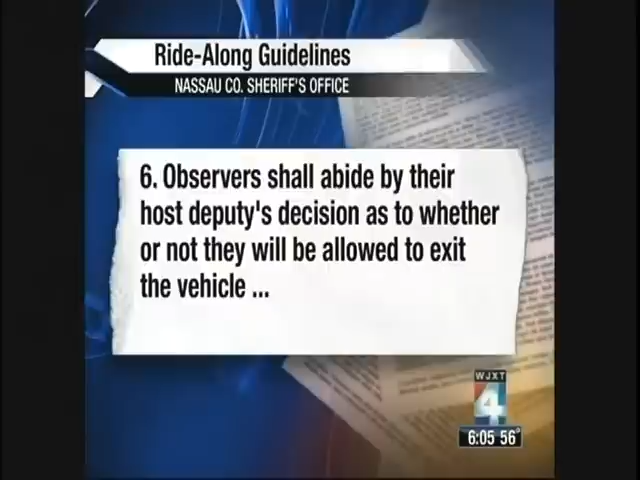 Ride-Along Guidelines
NASSAU CO. SHERIFF'S OFFICE
6. Observers shall abide by their
host deputy's decision as to whether
or not they will be allowed to exit
the vehicle ...
WJXT
4
6:05 56°